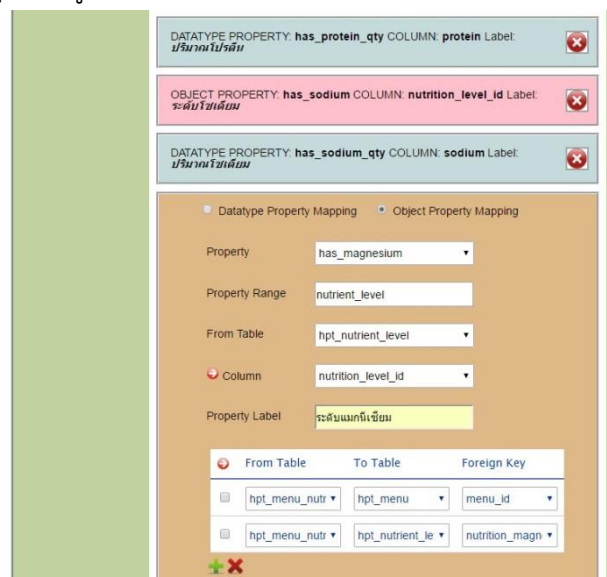 DATATYPE PROPERTY: has_protein_qty COLUMN: protein Label:
ปริมาณโปรตีน
OBJECT PROPERTY: has_sodium COLUMN: nutrition_level_id Label:
ระดับโซเดียม
DATATYPE PROPERTY: has_sodium_qty COLUMN: sodium Label:
ปริมาณโซเดียม
Datatype Property Mapping Object Property Mapping
Property has_magnesium
Property Range nutrient_level
From Table hpt_nutrient_level
Column nutrition_level_id
Property Label ระดับแมกนีเซียม
From Table To Table Foreign Key
hpt_menu_nutr hpt_menu menu_id
hpt_menu_nutr hpt_nutrient_le nutrition_magn